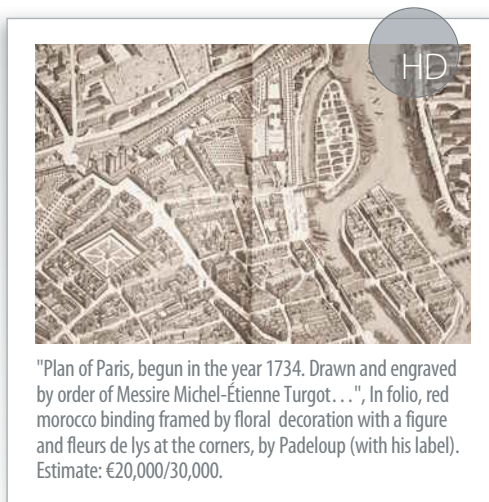 HD
"Plan of Paris, begun in the year 1734. Drawn and engraved
by order of Messire Michel-Étienne Turgot…", In folio, red
morocco binding framed by floral decoration with a figure
and fleurs de lys at the corners, by Padeloup (with his label).
Estimate: €20,000/30,000.